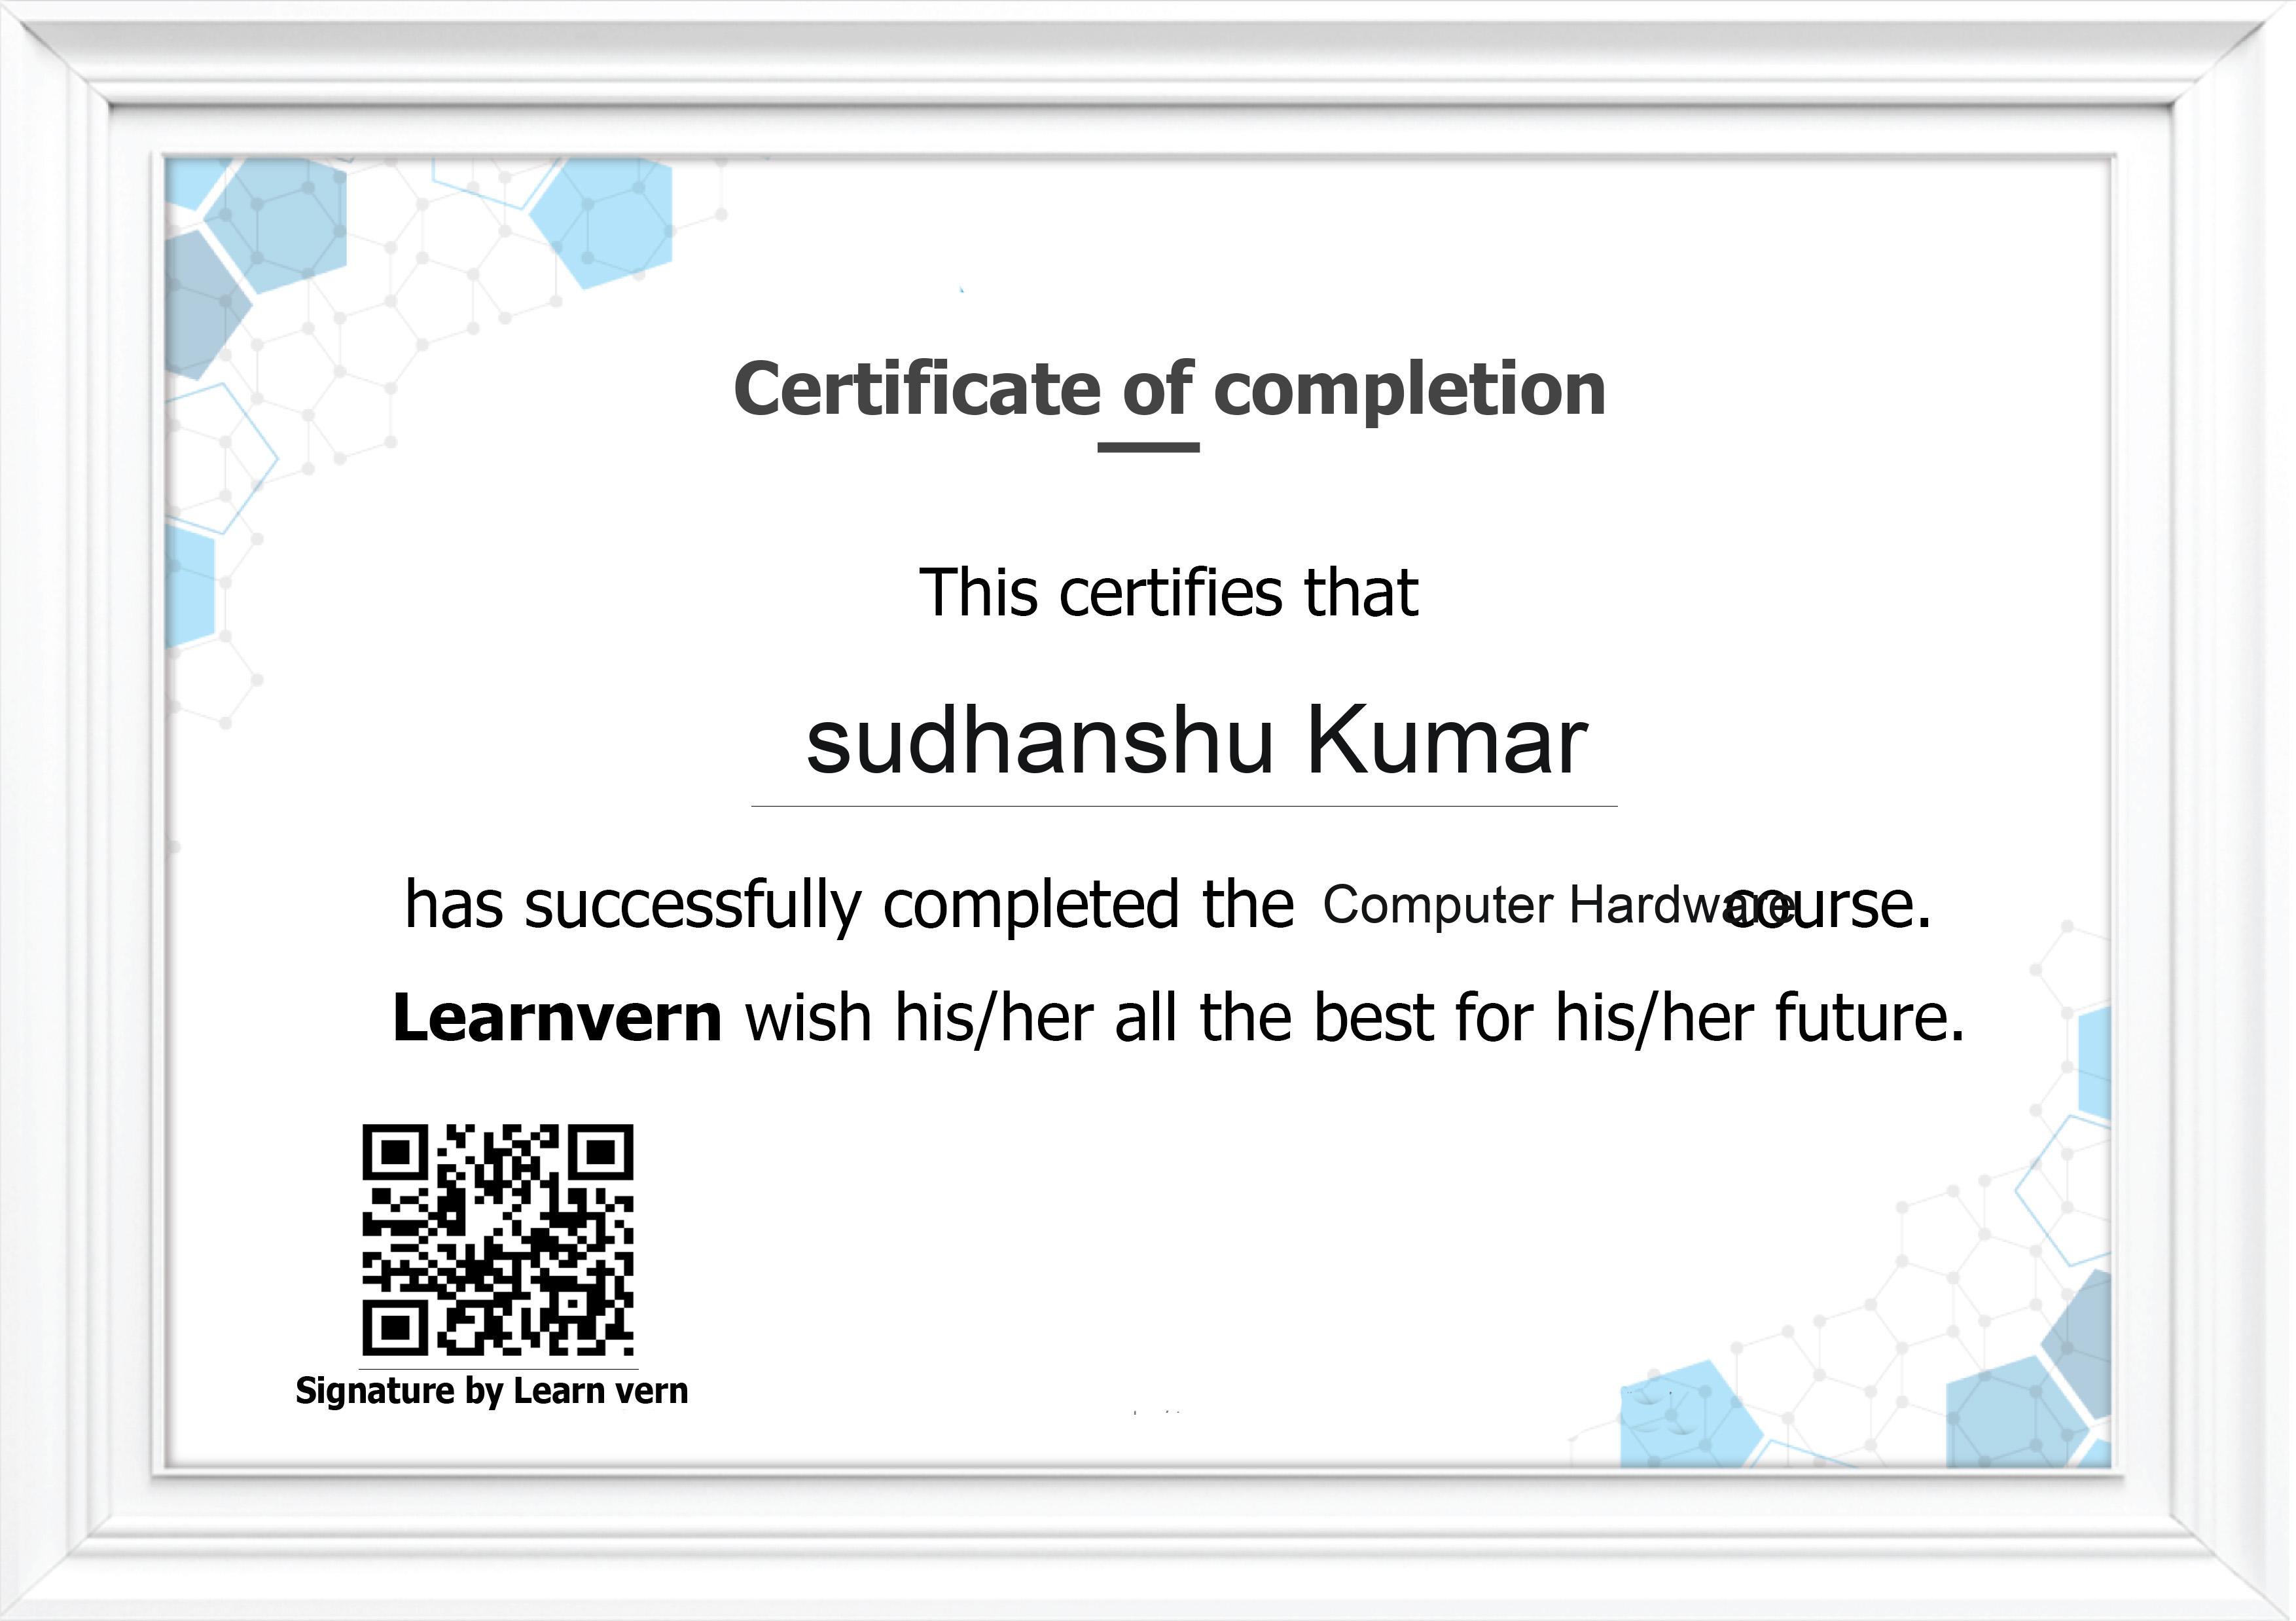 Certificate of completion
This certifies that
sudhanshu Kumar
has successfully completed the Computer Hardware course.
Learnvern wish his/her all the best for his/her future.
Signature by Learn vern